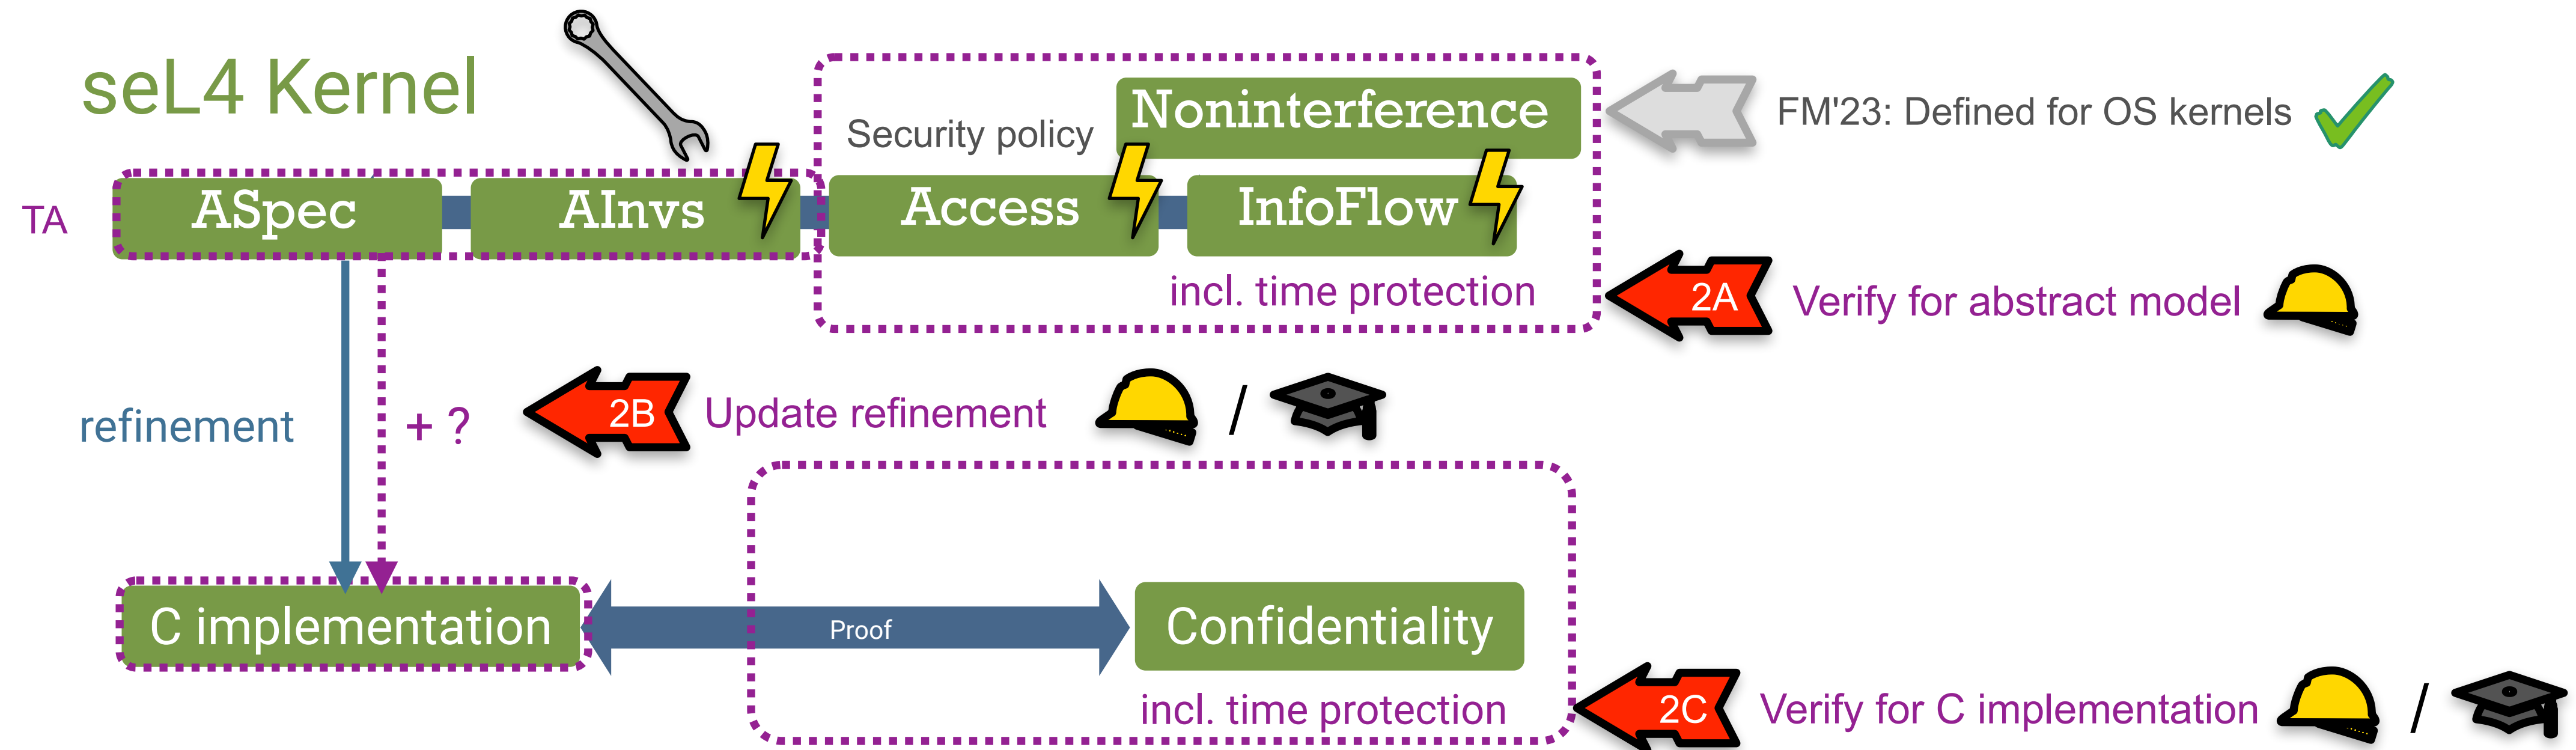 seL4 Kernel
Security policy
Noninterference
FM'23: Defined for OS kernels
TA
ASpec
AInvs
Access
InfoFlow
incl. time protection
2A
Verify for abstract model
refinement
+ ?
2B
Update refinement
/
C implementation
Proof
Confidentiality
incl. time protection
2C
Verify for C implementation
/